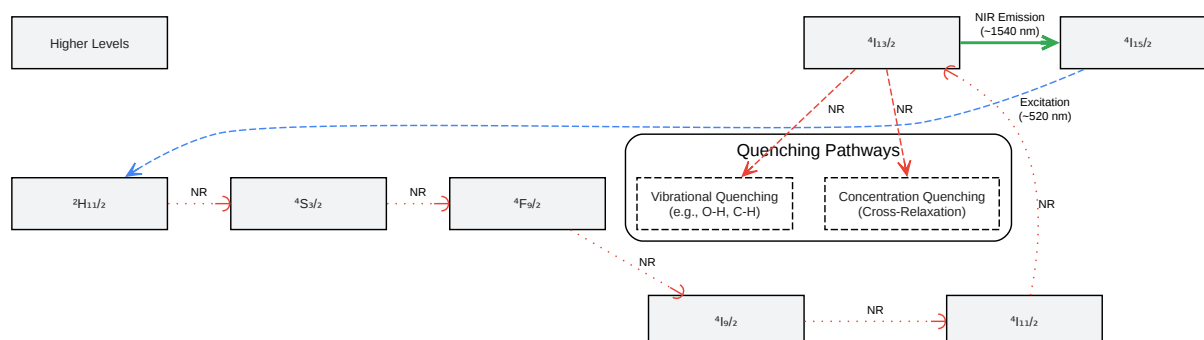 Higher Levels
⁴I₁₃/₂
NIR Emission
(~1540 nm)
⁴I₁₅/₂
NR
NR
Excitation
(~520 nm)
Quenching Pathways
Vibrational Quenching
(e.g., O-H, C-H)
Concentration Quenching
(Cross-Relaxation)
²H₁₁/₂
NR
⁴S₃/₂
NR
⁴F₉/₂
NR
NR
⁴I₉/₂
NR
⁴I₁₁/₂